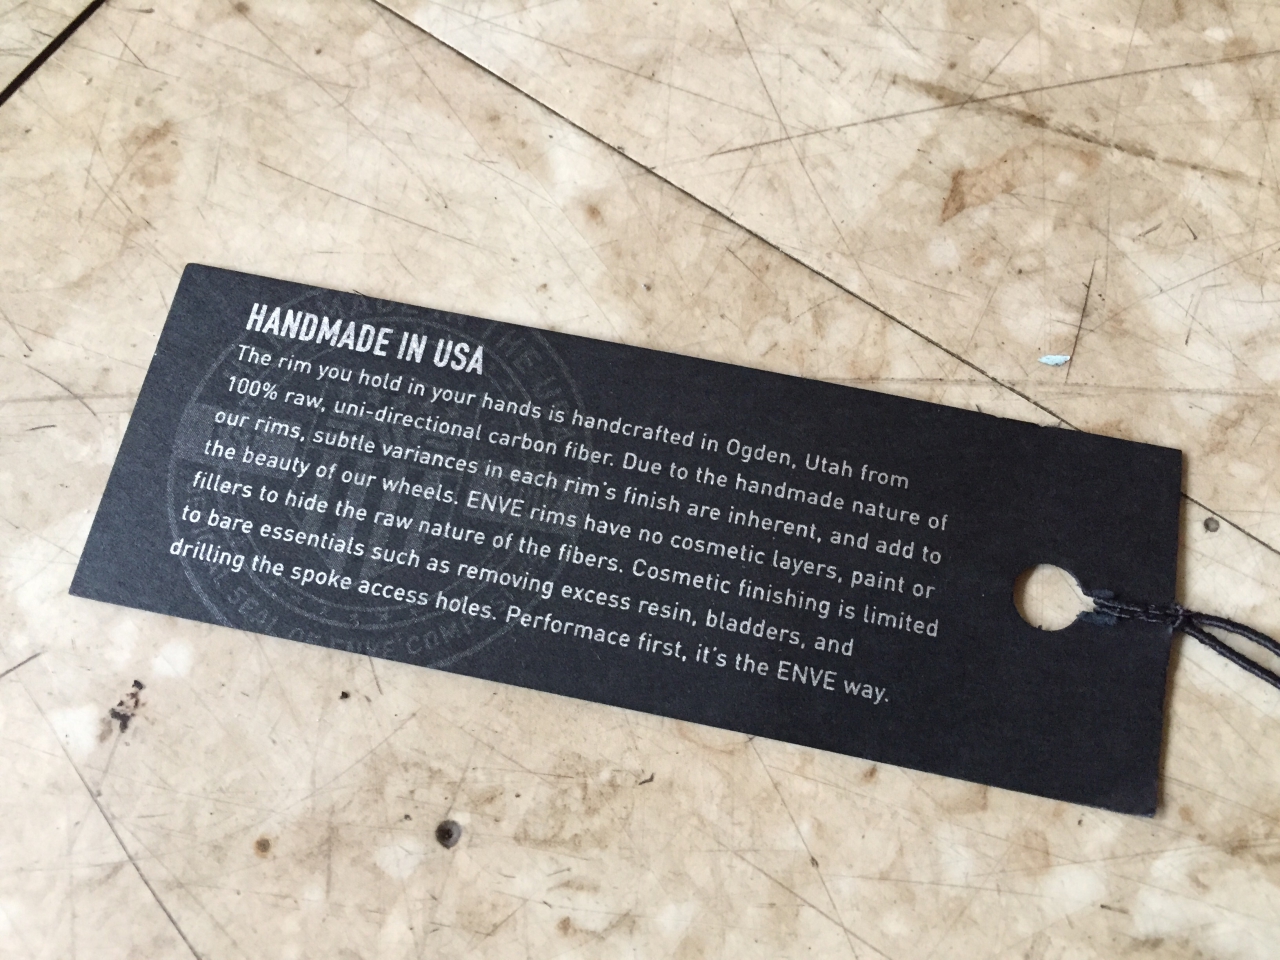 HANDMADE IN USA
The rim you hold in your hands is handcrafted in Ogden, Utah from
100% raw, uni-directional carbon fiber. Due to the handmade nature of
our rims, subtle variances in each rim's finish are inherent, and add to
the beauty of our wheels. ENVE rims have no cosmetic layers, paint or
fillers to hide the raw nature of the fibers. Cosmetic finishing is limited
to bare essentials such as removing excess resin, bladders, and
drilling the spoke access holes. Performace first, it's the ENVE way.
SEAL OF ENVE COMP